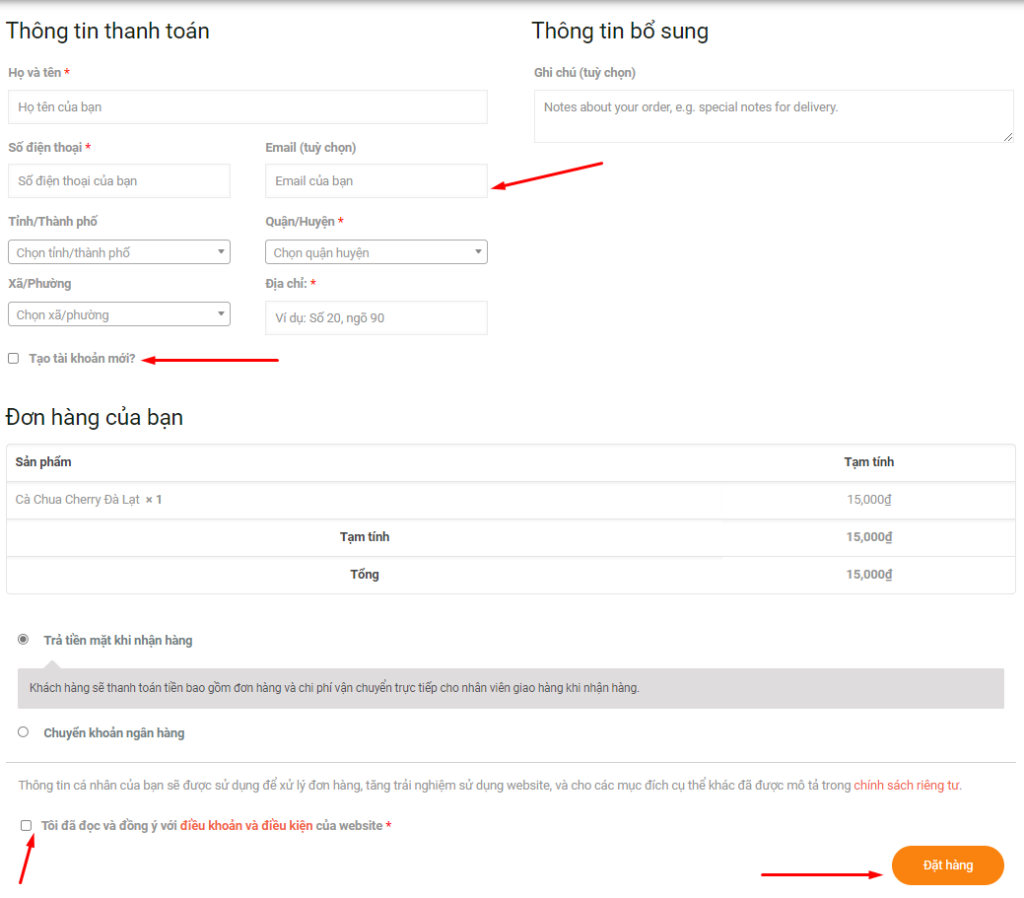 Thông tin thanh toán
Thông tin bổ sung
Họ và tên *
Họ tên của bạn
Ghi chú (tuỳ chọn)
Notes about your order, e.g. special notes for delivery.
Số điện thoại *
Email (tuỳ chọn)
Số điện thoại của bạn
Email của bạn
Tỉnh/Thành phố
Quận/Huyện *
Chọn tỉnh/thành phố
Chọn quận huyện
Xã/Phường
Địa chỉ: *
Chọn xã/phường
Ví dụ: Số 20, ngõ 90
Tạo tài khoản mới?
Đơn hàng của bạn
Sản phẩm Tạm tính
Cà Chua Cherry Đà Lạt × 1 15,000₫
Tạm tính 15,000₫
Tổng 15,000₫
Trả tiền mặt khi nhận hàng
Khách hàng sẽ thanh toán tiền bao gồm đơn hàng và chi phí vận chuyển trực tiếp cho nhân viên giao hàng khi nhận hàng.
Chuyển khoản ngân hàng
Thông tin cá nhân của bạn sẽ được sử dụng để xử lý đơn hàng, tăng trải nghiệm sử dụng website, và cho các mục đích cụ thể khác đã được mô tả trong chính sách riêng tư.
Tôi đã đọc và đồng ý với điều khoản và điều kiện của website *
Đặt hàng